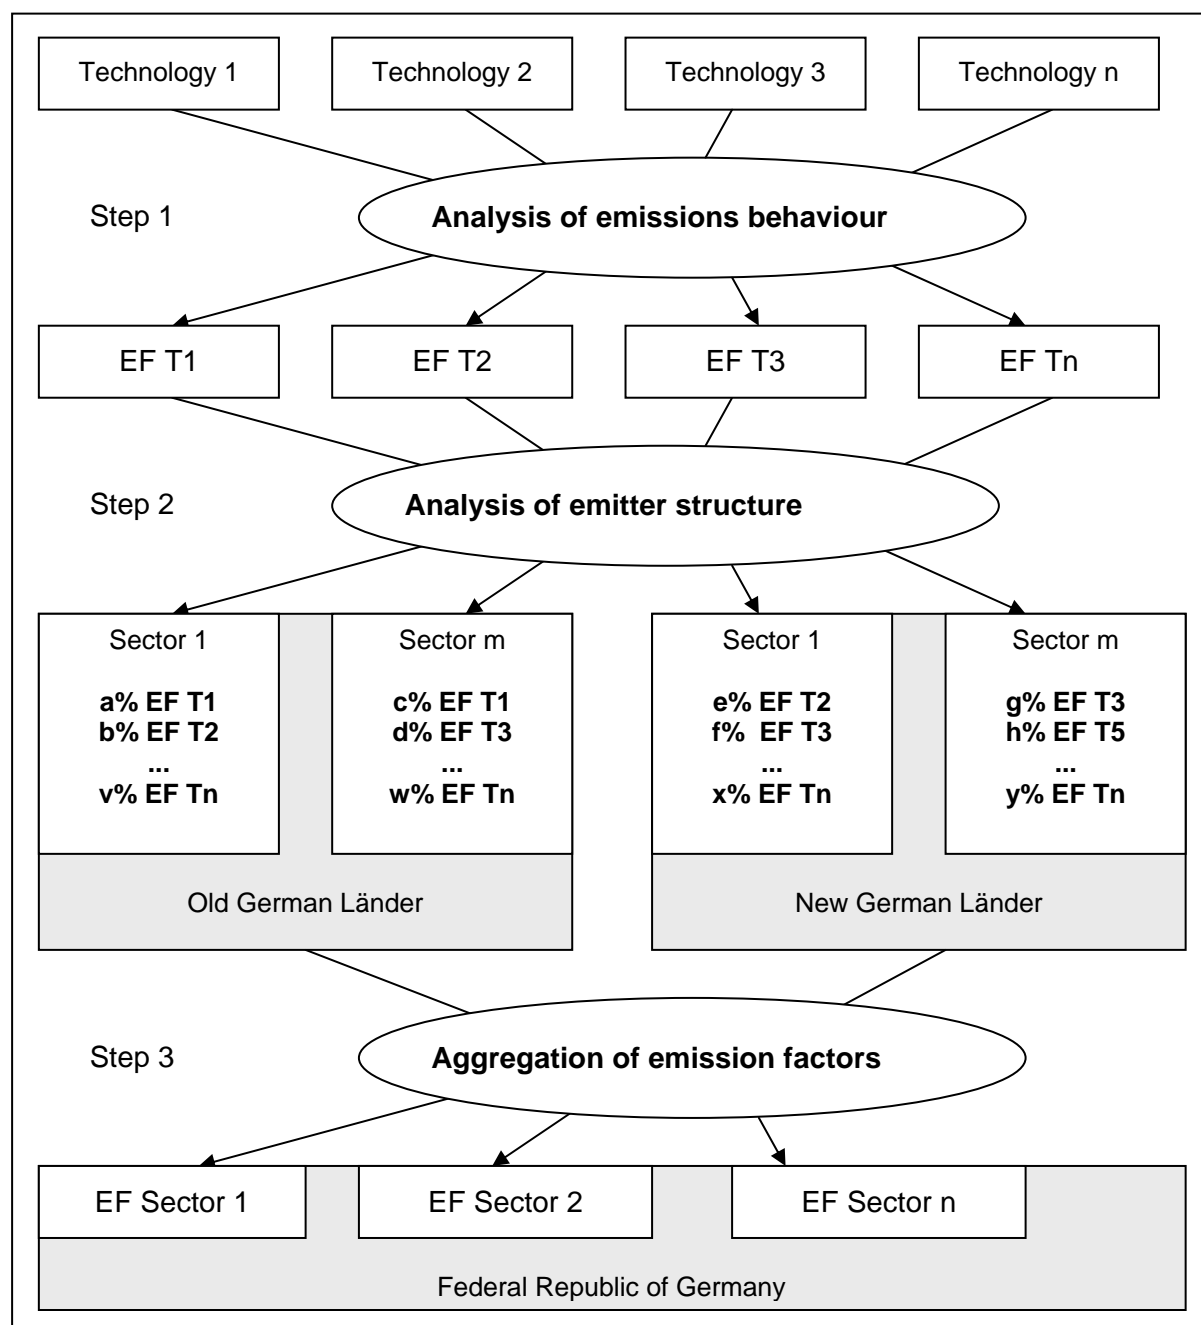 Technology 1
Technology 2
Technology 3
Technology n
Step 1
Analysis of emissions behaviour
EF T1
EF T2
EF T3
EF Tn
Step 2
Analysis of emitter structure
Sector 1
a% EF T1
b% EF T2
...
v% EF Tn
Sector m
c% EF T1
d% EF T3
...
w% EF Tn
Old German Länder
Sector 1
e% EF T2
f%  EF T3
...
x% EF Tn
Sector m
g% EF T3
h% EF T5
...
y% EF Tn
New German Länder
Step 3
Aggregation of emission factors
EF Sector 1
EF Sector 2
EF Sector n
Federal Republic of Germany